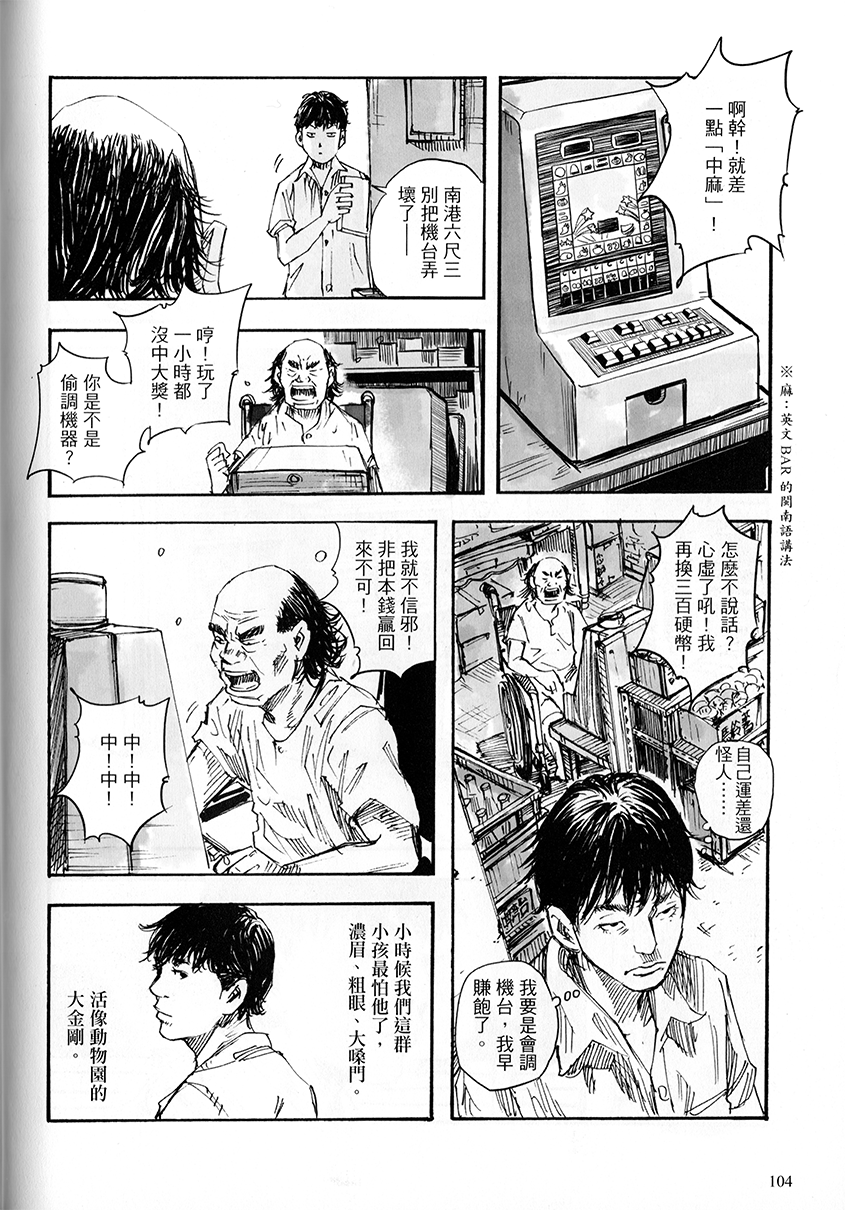 啊幹！就差
一點「中麻」！
※麻：英文BAR的閩南語講法
南港六尺三
別把機台弄
壞了──
哼！玩了
一小時都
沒中大獎！
你是不是
偷調機器？
怎麼不說話？
心虛了吼！我
再換三百硬幣！
自己運差還
怪人……
我要是會調
機台，我早
賺飽了。
我就不信邪！
非把本錢贏回
來不可！
中！中！
中！中！
小時候我們這群
小孩最怕他了，
濃眉、粗眼、大嗓門。
活像動物園的
大金剛。
104